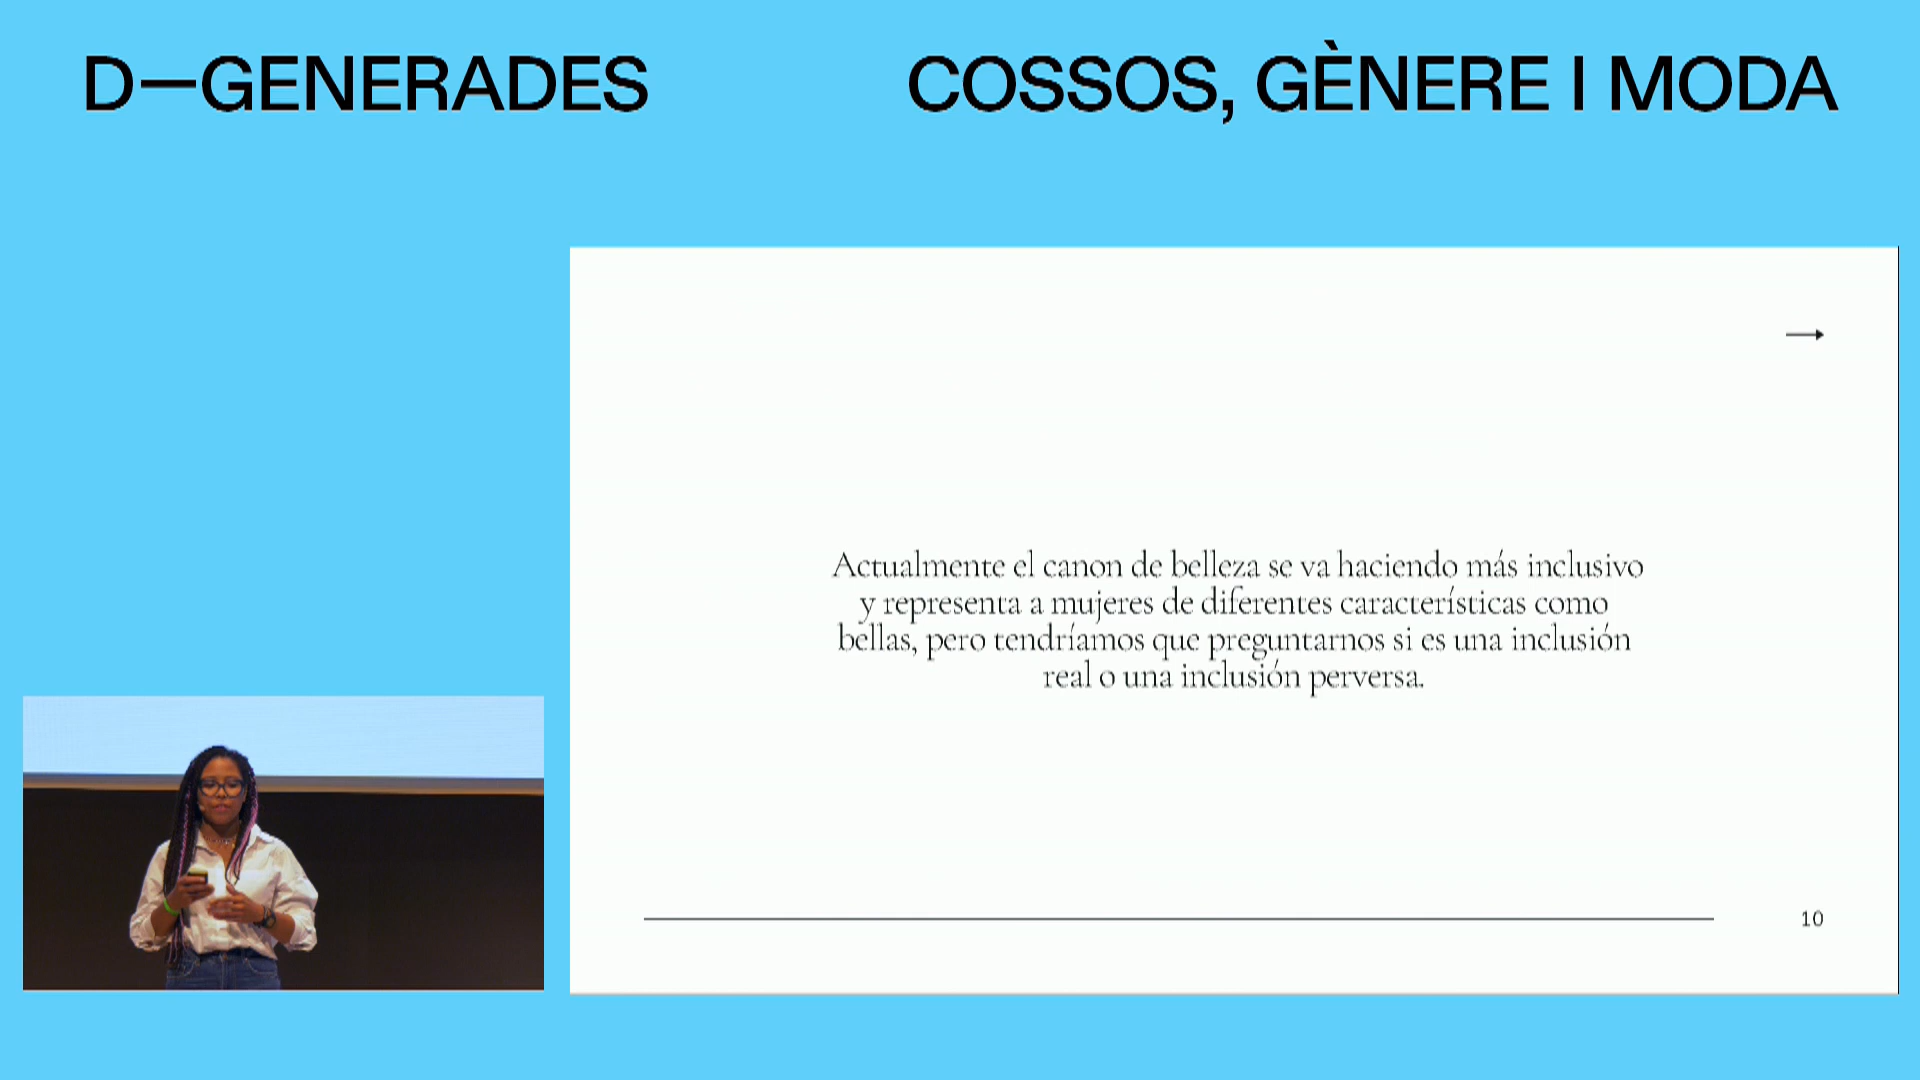 D—GENERADES
COSSOS, GÈNERE I MODA
Actualmente el canon de belleza se va haciendo más inclusivo
y representa a mujeres de diferentes características como
bellas, pero tendríamos que preguntarnos si es una inclusión
real o una inclusión perversa.
10